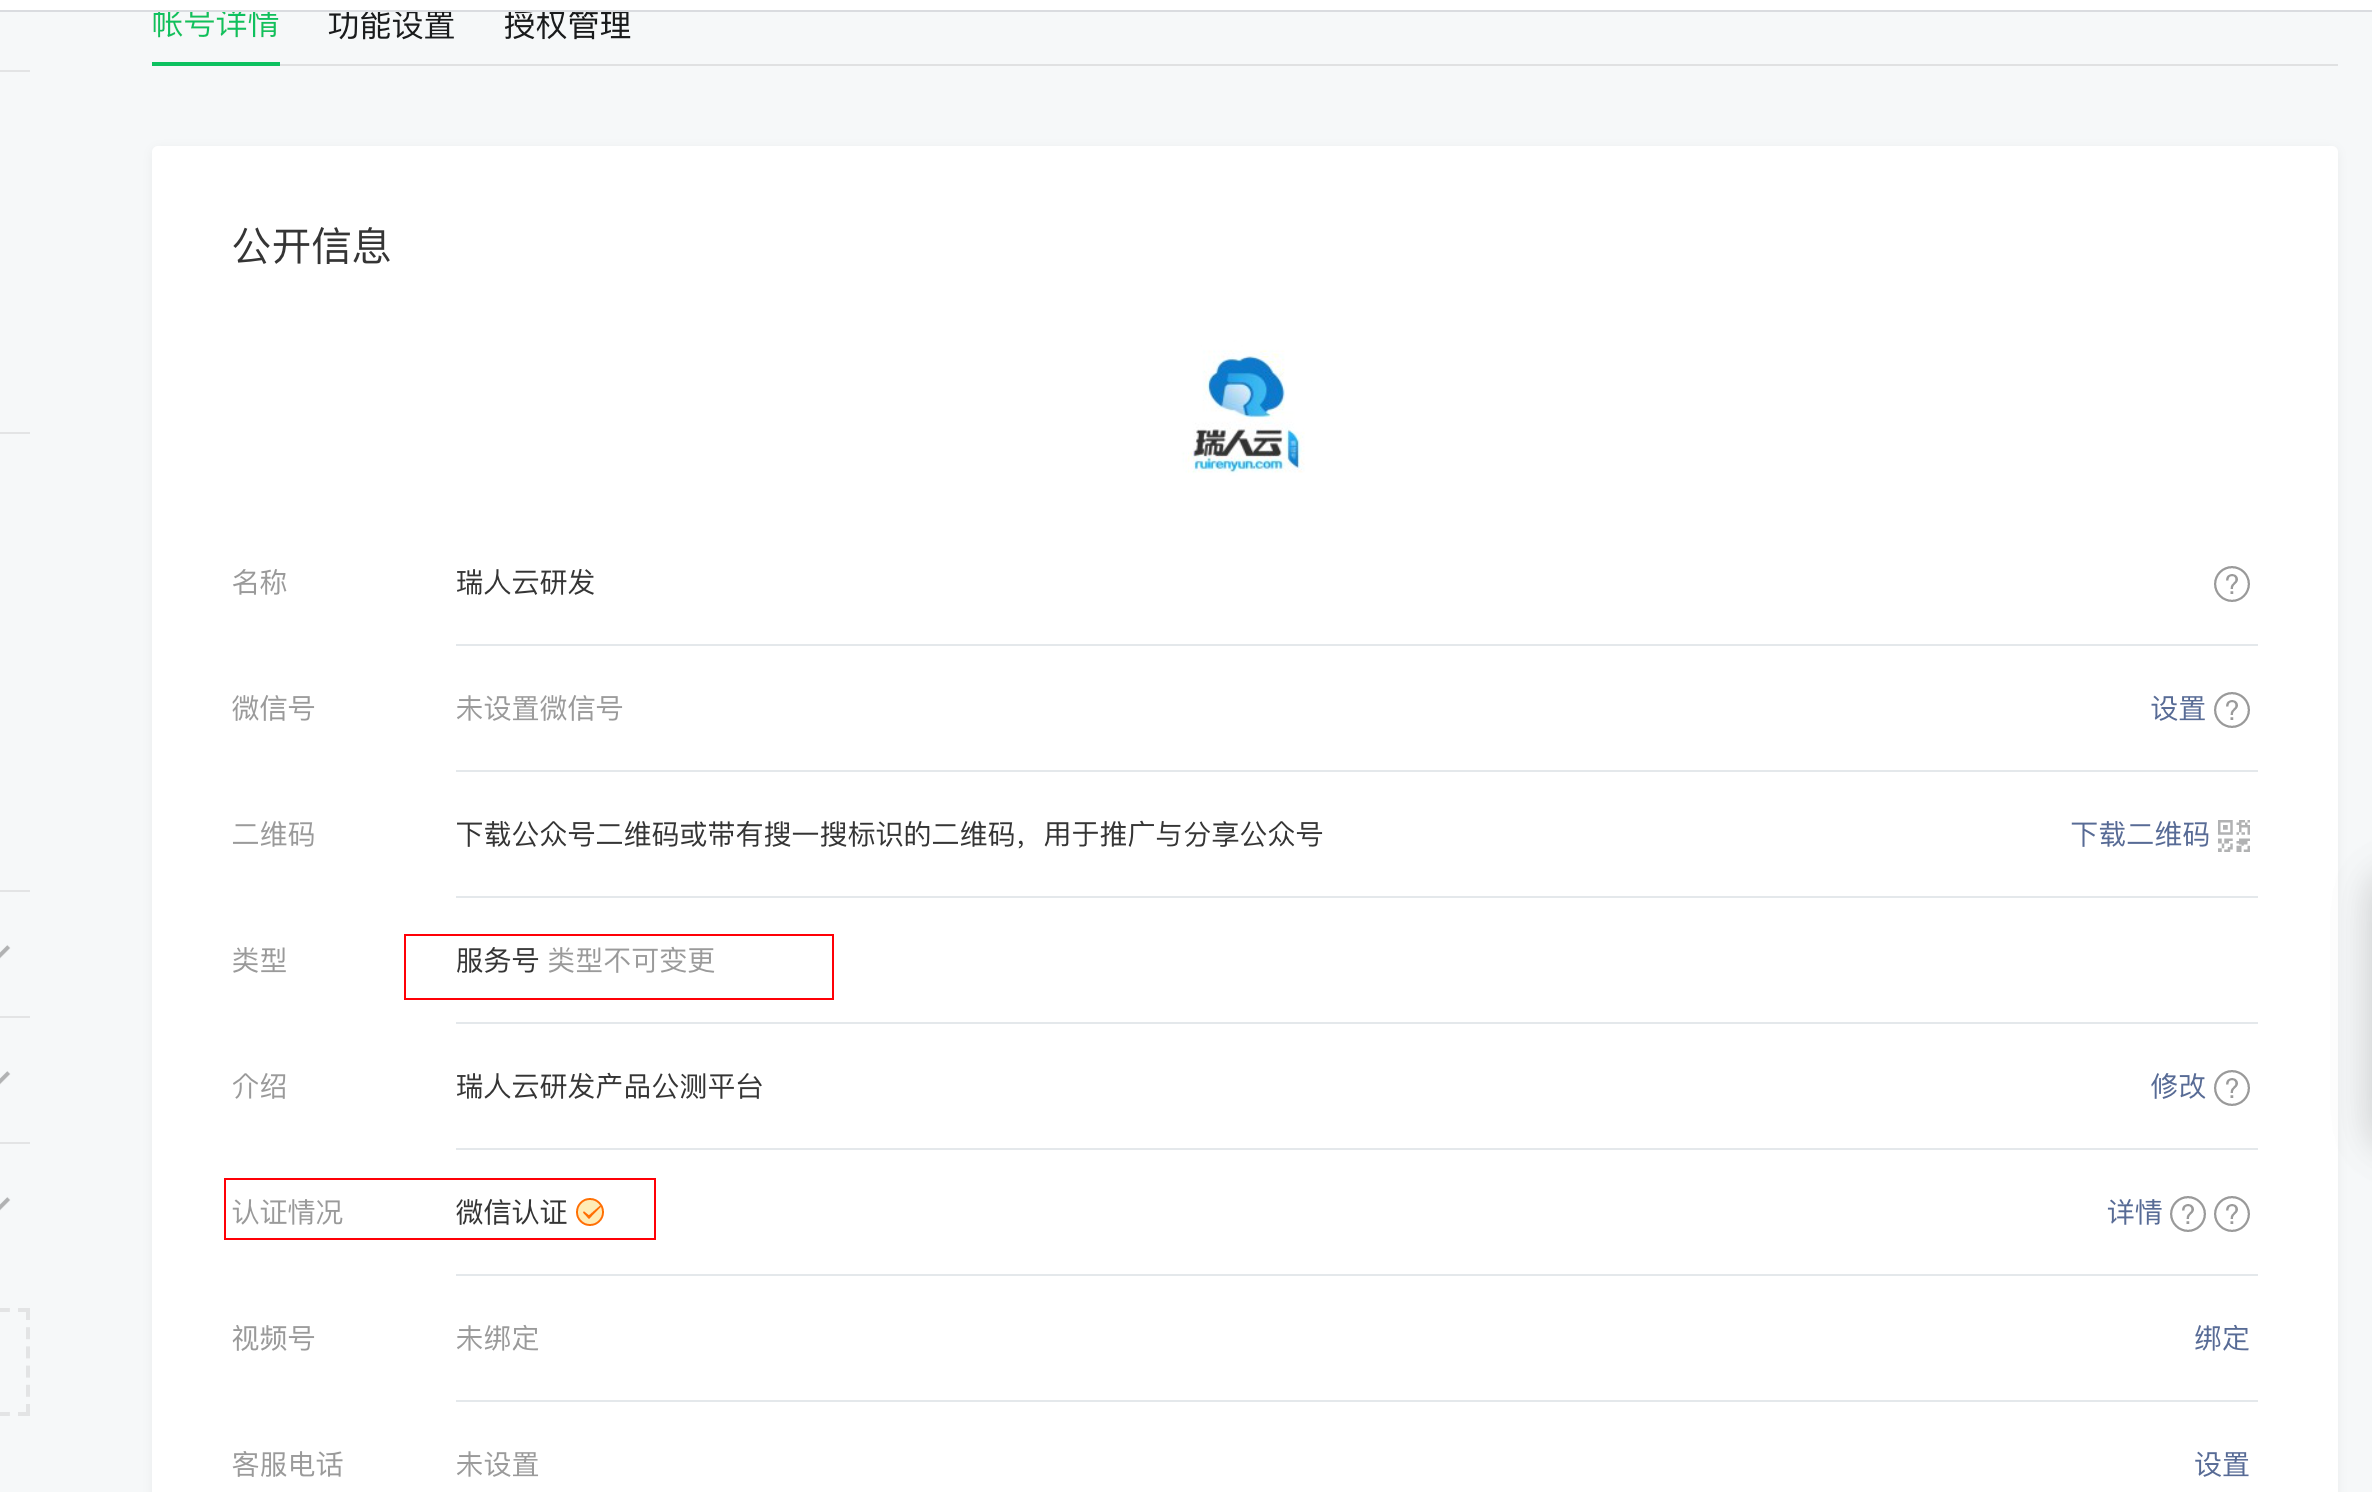 帐号详情 功能设置 授权管理
公开信息
瑞人云
ruirenyun.com
名称 瑞人云研发
微信号 未设置微信号 设置
二维码 下载公众号二维码或带有搜一搜标识的二维码，用于推广与分享公众号 下载二维码
类型 服务号 类型不可变更
介绍 瑞人云研发产品公测平台 修改
认证情况 微信认证 详情
视频号 未绑定 绑定
客服电话 未设置 设置